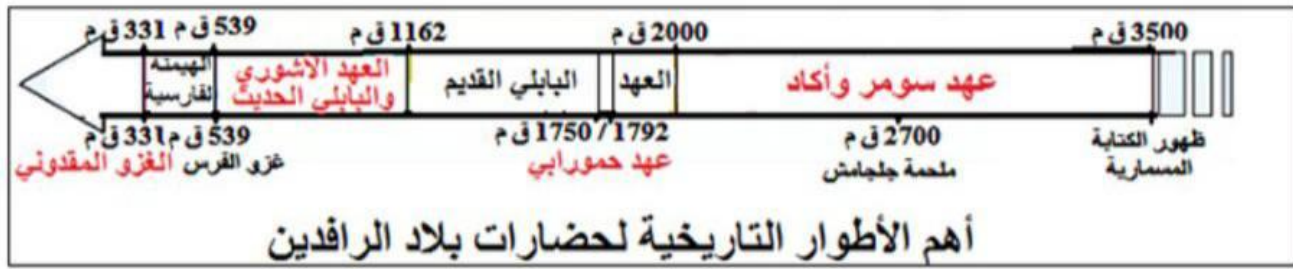 3500 ق م
2000 ق م
1162 ق م
539 ق م
331 ق م
عهد سومر وأكاد
العهد
البابلي القديم
العهد الآشوري
والبابلي الحديث
الهيمنة
لفارسية
ظهور الكتابة
المسمارية
2700 ق م
ملحمة جلجامش
1750 / 1792 ق م
عهد حمورابي
539 ق م
غزو الفرس
331 ق م
الغزو المقدوني
أهم الأطوار التاريخية لحضارات بلاد الرافدين